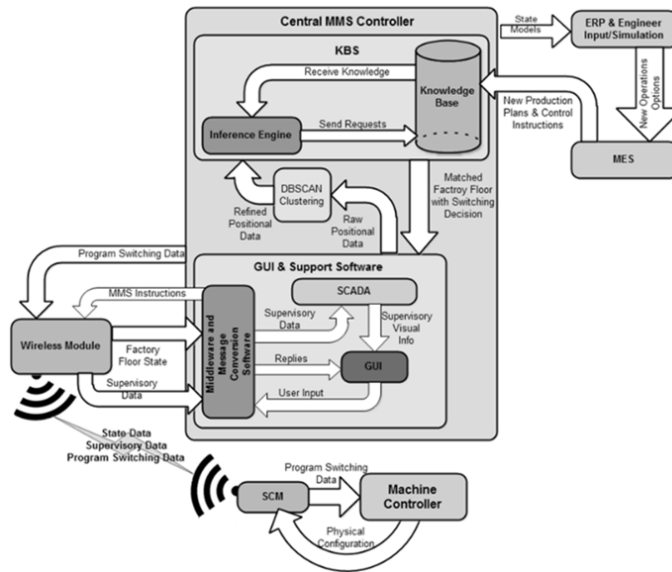 Central MMS Controller
KBS
Receive Knowledge
Knowledge
Base
Inference Engine
Send Requests
State
Models
ERP & Engineer
Input/Simulation
New Operations
Options
New Production
Plans & Control
Instructions
MES
DBSCAN
Clustering
Refined
Positional
Data
Raw
Positional
Data
Matched
Factroy Floor
with Switching
Decision
Program Switching Data
GUI & Support Software
MMS Instructions
SCADA
Middleware and
Message
Conversion
Software
Supervisory
Data
Supervisory
Visual
Info
Wireless Module
Factory
Floor State
Replies
GUI
Supervisory
Data
User Input
State Data
Supervisory Data
Program Switching Data
SCM
Program Switching
Data
Machine
Controller
Physical
Configuration